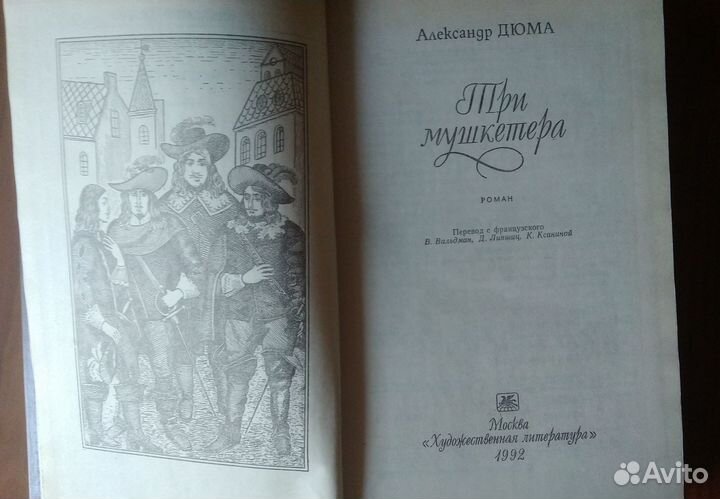 Александр ДЮМА
Три
мушкетера
РОМАН
Перевод с французского
В. Вальдман, Д. Лившиц, К. Ксаниной
Москва
«Художественная литература»
1992
Avito